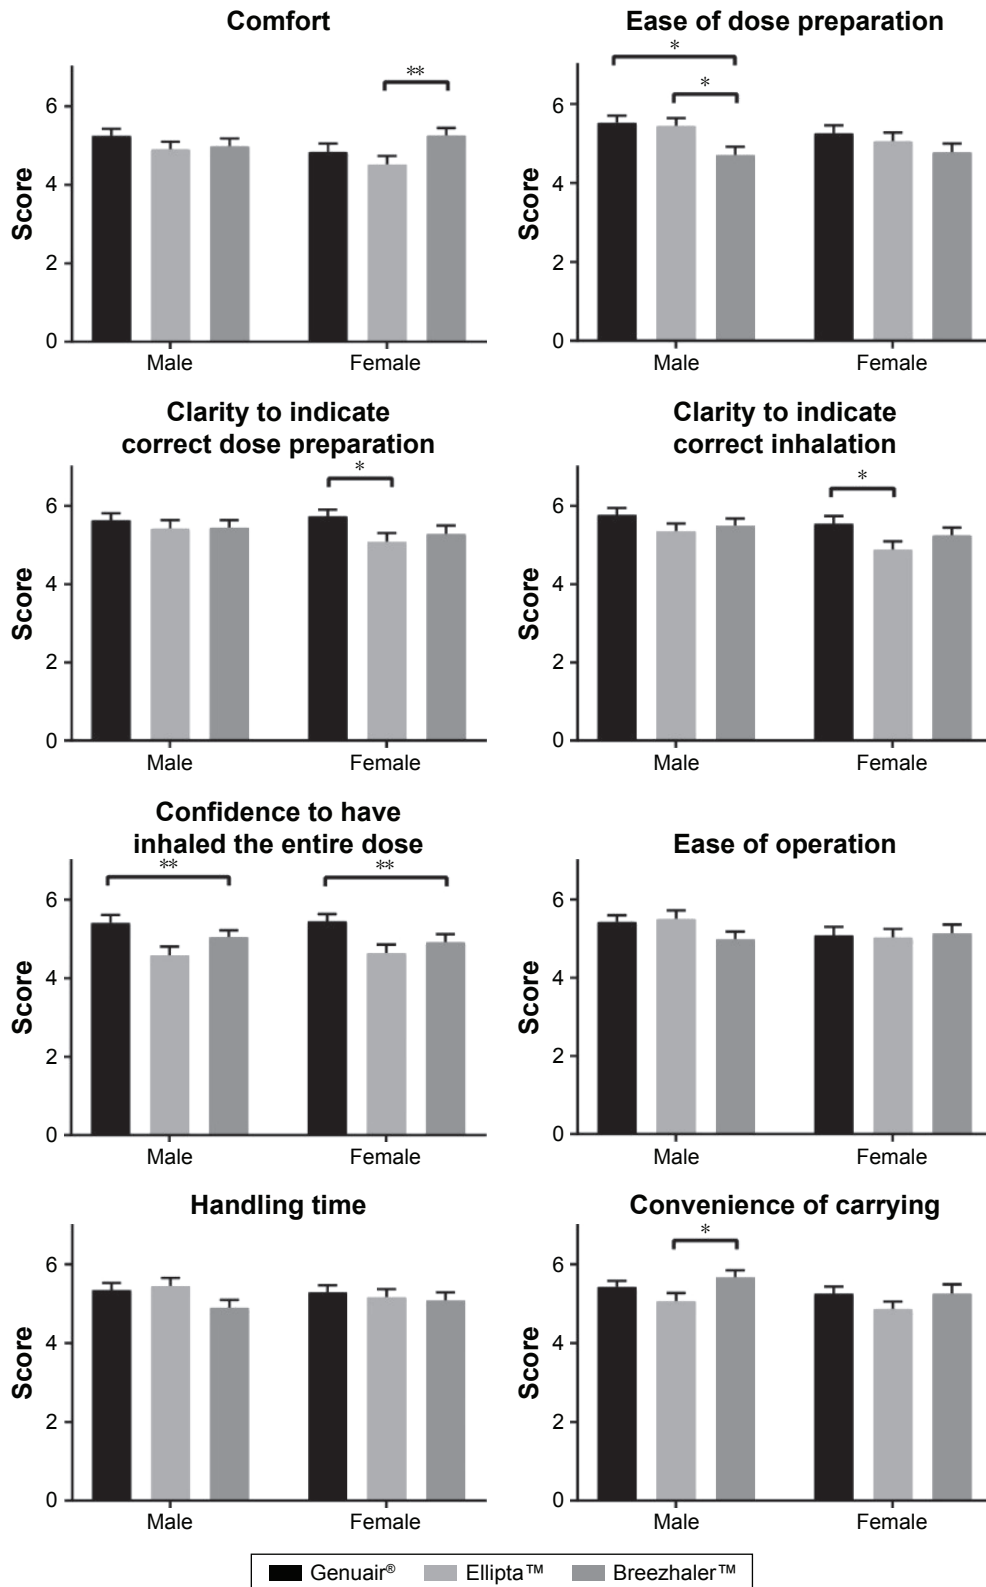 Comfort
**
6
4
2
0
Score
Male
Female
Ease of dose preparation
*
*
6
4
2
0
Score
Male
Female
Clarity to indicate
correct dose preparation
*
6
4
2
0
Score
Male
Female
Clarity to indicate
correct inhalation
*
6
4
2
0
Score
Male
Female
Confidence to have
inhaled the entire dose
**
**
6
4
2
0
Score
Male
Female
Ease of operation
6
4
2
0
Score
Male
Female
Handling time
6
4
2
0
Score
Male
Female
Convenience of carrying
*
6
4
2
0
Score
Male
Female
Genuair® Ellipta™ Breezhaler™